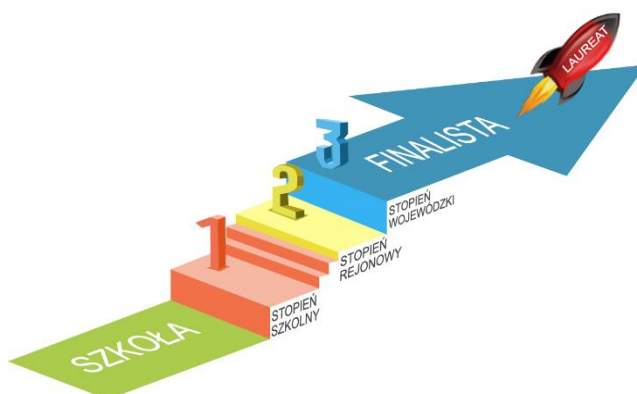 LAUREAT
3
FINALISTA
2
STOPIEŃ
WOJEWÓDZKI
1
STOPIEŃ
REJONOWY
STOPIEŃ
SZKOLNY
SZKOŁA